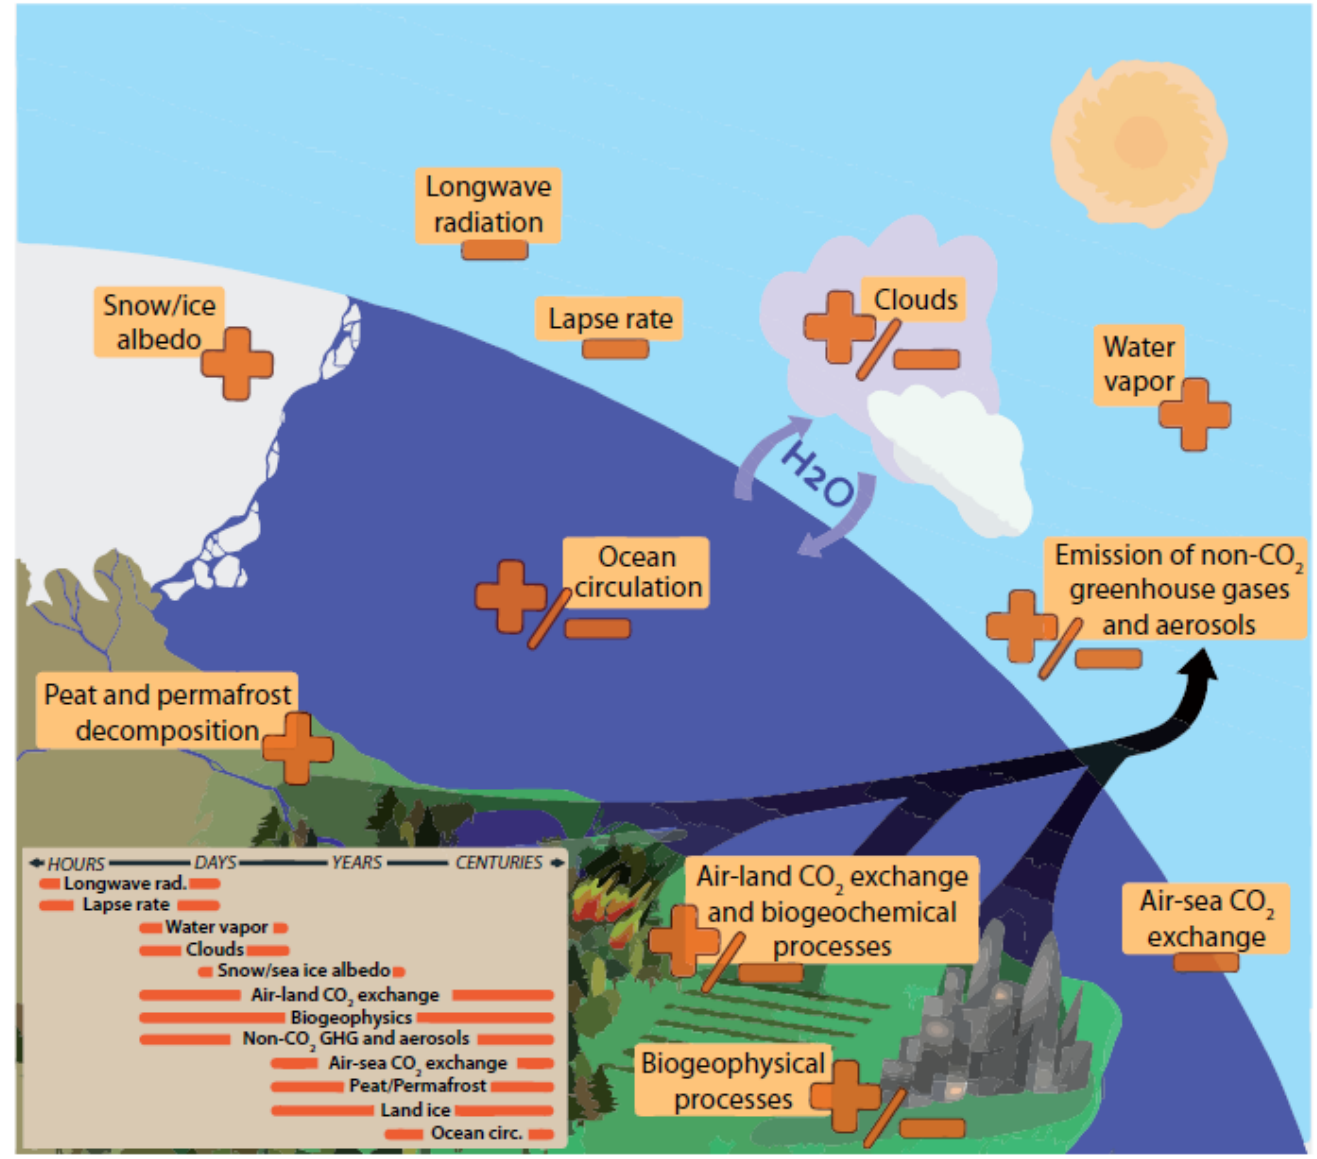 Longwave
radiation
Snow/ice
albedo
Lapse rate
Clouds
Water
vapor
H2O
Ocean
circulation
Emission of non-CO₂
greenhouse gases
and aerosols
Peat and permafrost
decomposition
Air-land CO₂ exchange
and biogeochemical
processes
Air-sea CO₂
exchange
Biogeophysical
processes
HOURS DAYS YEARS CENTURIES
Longwave rad.
Lapse rate
Water vapor
Clouds
Snow/sea ice albedo
Air-land CO₂ exchange
Biogeophysics
Non-CO₂ GHG and aerosols
Air-sea CO₂ exchange
Peat/Permafrost
Land ice
Ocean circ.